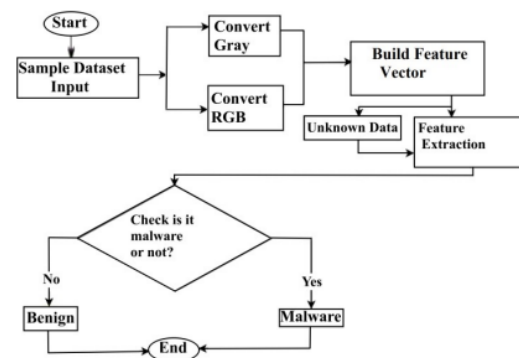 Start
Sample Dataset
Input
Convert
Gray
Convert
RGB
Build Feature
Vector
Unknown Data
Feature
Extraction
Check is it
malware
or not?
No
Yes
Benign
Malware
End